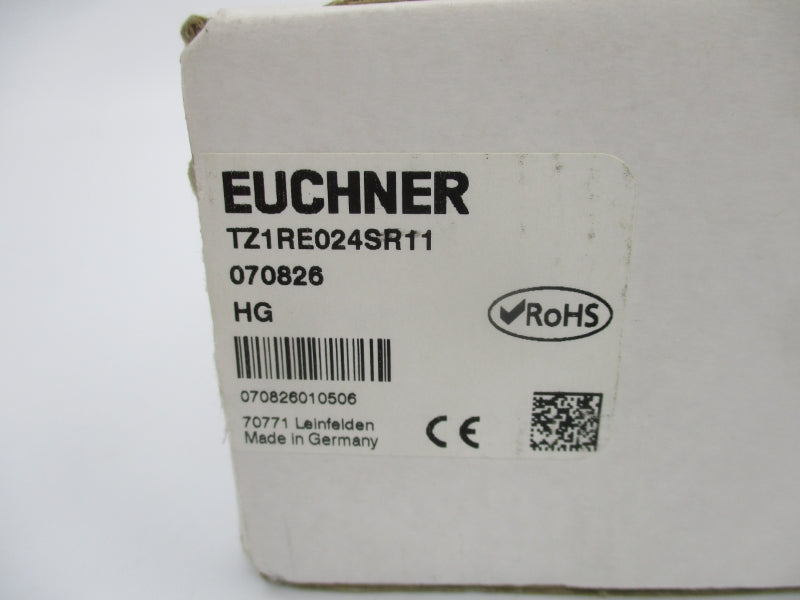 EUCHNER
TZ1RE024SR11
070826
HG
RoHS
070826010506
70771 Leinfelden
Made in Germany
CE